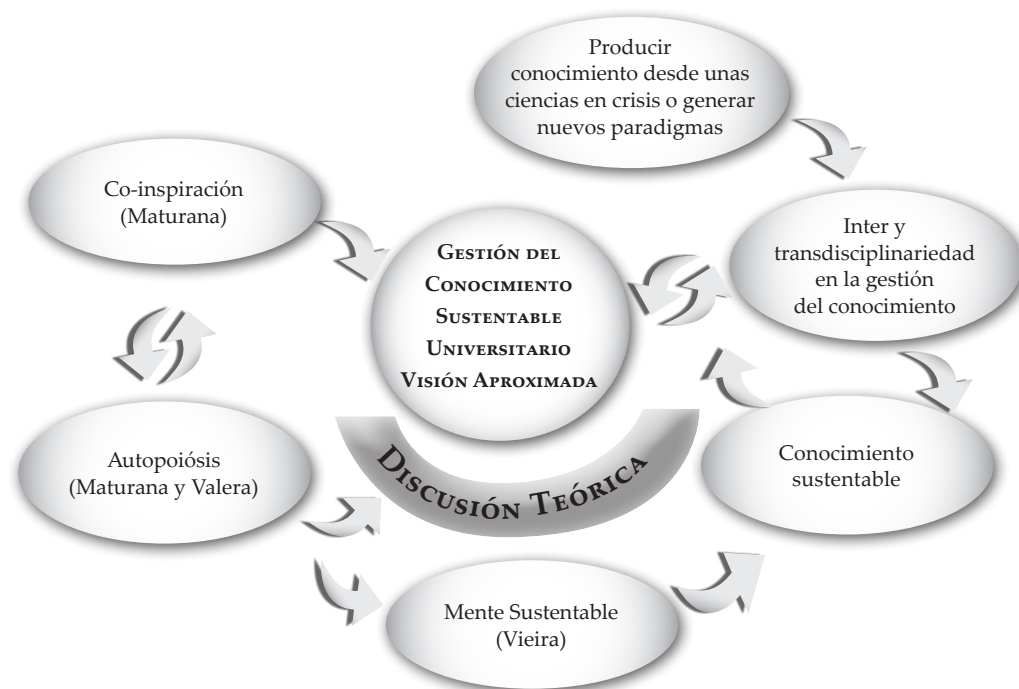 Producir
conocimiento desde unas
ciencias en crisis o generar
nuevos paradigmas
Co-inspiración
(Maturana)
Gestión del
Conocimiento
Sustentable
Universitario
Visión Aproximada
Inter y
transdisciplinariedad
en la gestión
del conocimiento
Autopoiósis
(Maturana y Valera)
Discusión Teórica
Conocimiento
sustentable
Mente Sustentable
(Vieira)